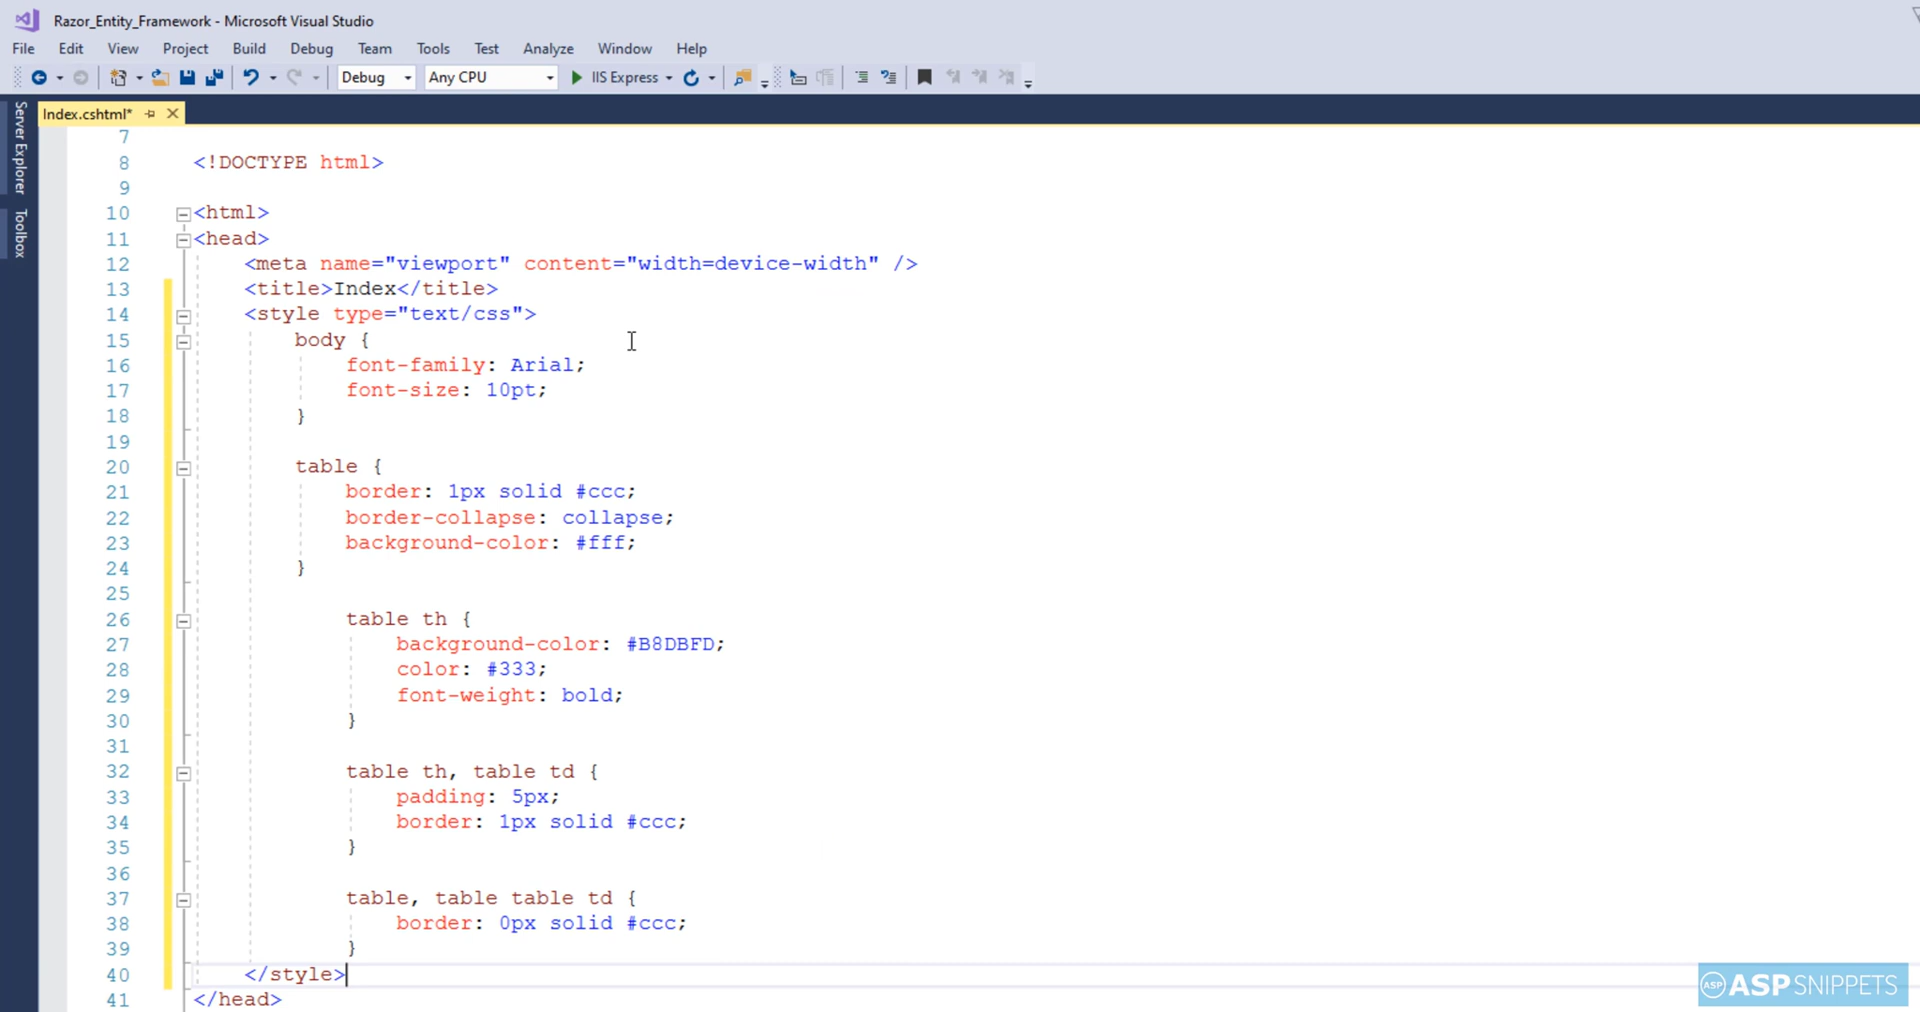 Razor_Entity_Framework - Microsoft Visual Studio
File Edit View Project Build Debug Team Tools Test Analyze Window Help
Debug Any CPU IIS Express
Server Explorer
Toolbox
Index.cshtml*
7
8 <!DOCTYPE html>
9
10 <html>
11 <head>
12 <meta name="viewport" content="width=device-width" />
13 <title>Index</title>
14 <style type="text/css">
15 body {
16 font-family: Arial;
17 font-size: 10pt;
18 }
19
20 table {
21 border: 1px solid #ccc;
22 border-collapse: collapse;
23 background-color: #fff;
24 }
25
26 table th {
27 background-color: #B8DBFD;
28 color: #333;
29 font-weight: bold;
30 }
31
32 table th, table td {
33 padding: 5px;
34 border: 1px solid #ccc;
35 }
36
37 table, table table td {
38 border: 0px solid #ccc;
39 }
40 </style>
41 </head>
ASP ASPSNIPPETS